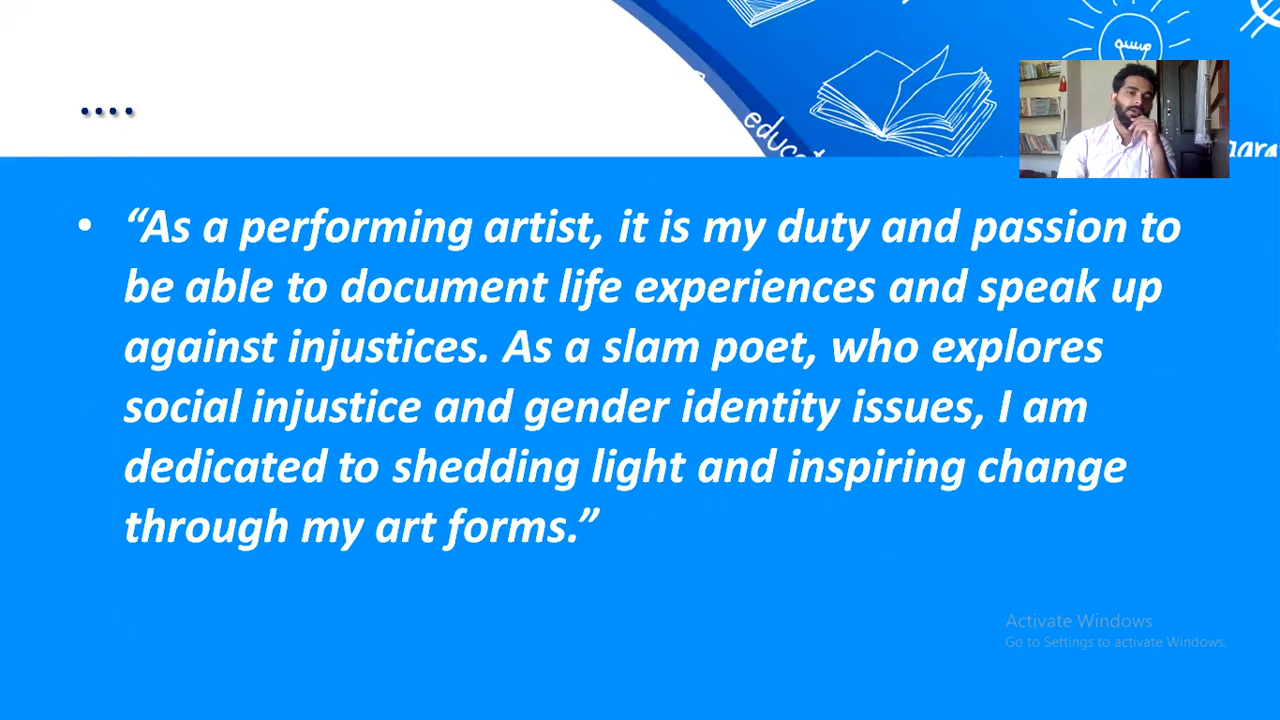 ....
educat
• “As a performing artist, it is my duty and passion to
be able to document life experiences and speak up
against injustices. As a slam poet, who explores
social injustice and gender identity issues, I am
dedicated to shedding light and inspiring change
through my art forms.”
Activate Windows
Go to Settings to activate Windows.